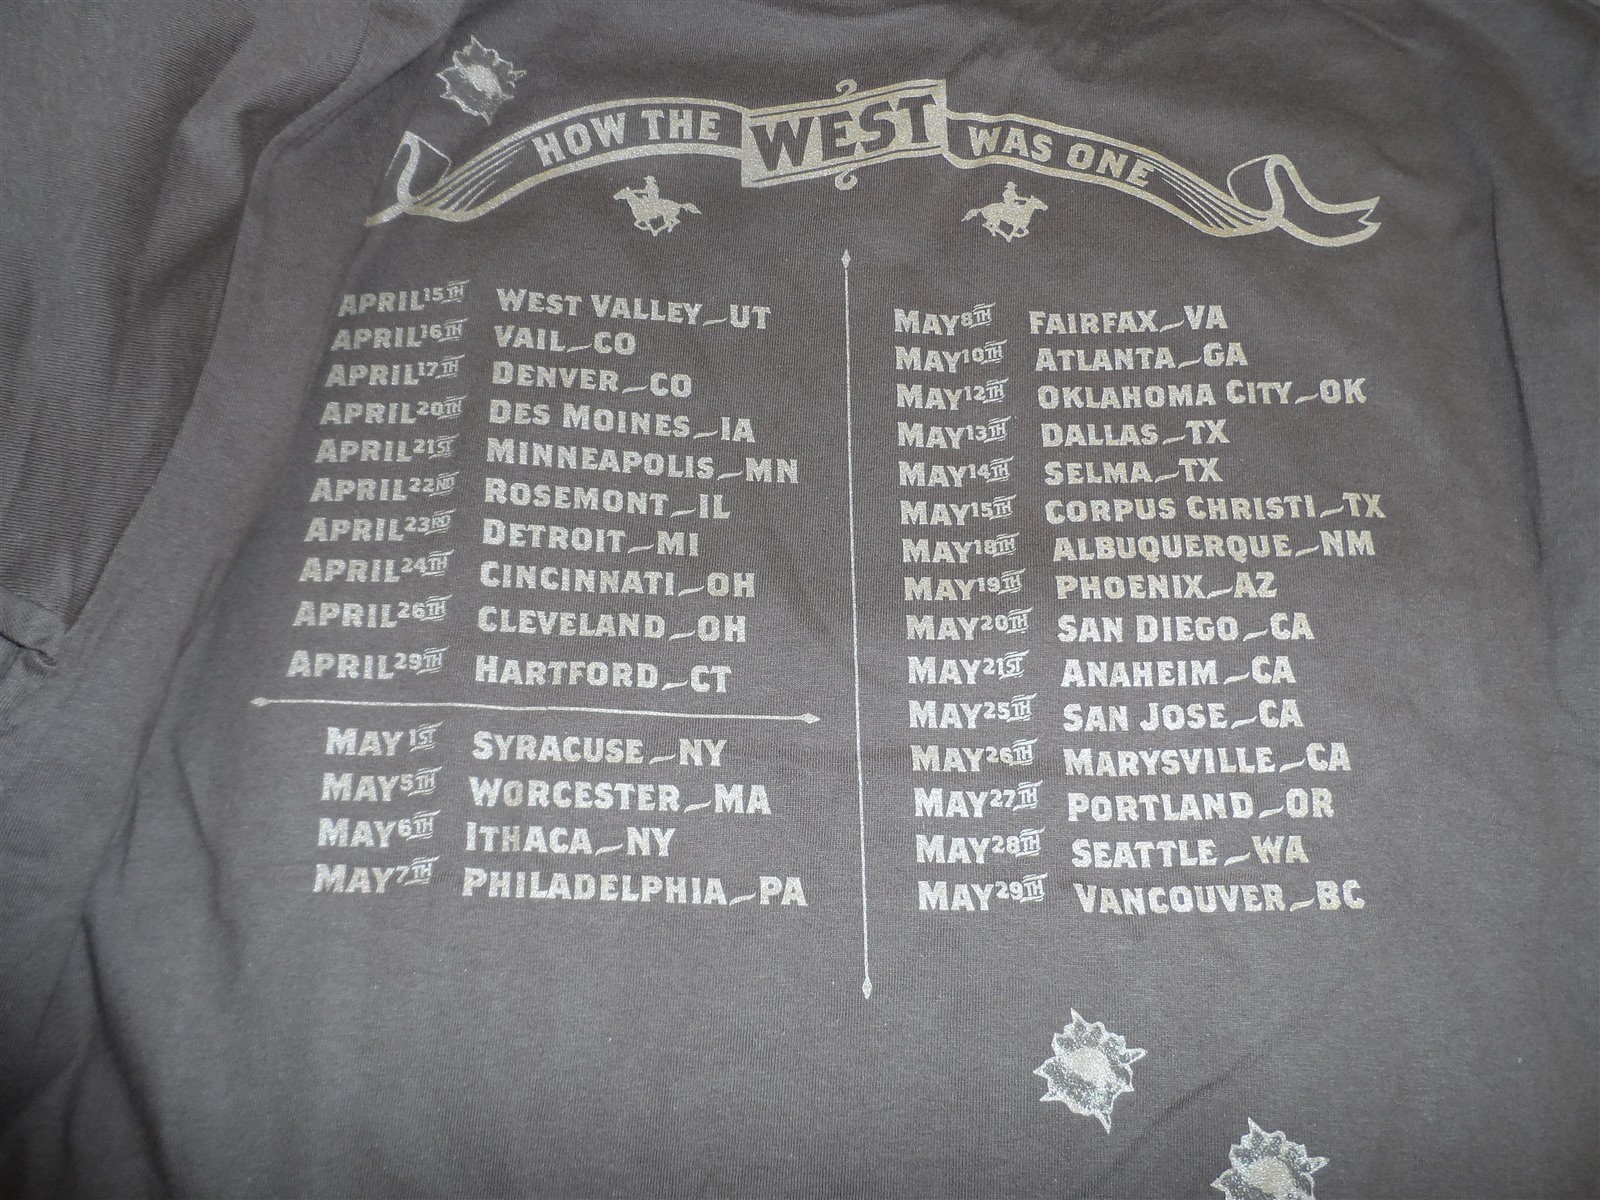 HOW THE WEST WAS ONE
APRIL 15TH WEST VALLEY~UT
APRIL 16TH VAIL~CO
APRIL 17TH DENVER~CO
APRIL 20TH DES MOINES~IA
APRIL 21ST MINNEAPOLIS~MN
APRIL 22ND ROSEMONT~IL
APRIL 23RD DETROIT~MI
APRIL 24TH CINCINNATI~OH
APRIL 26TH CLEVELAND~OH
APRIL 29TH HARTFORD~CT
MAY 1ST SYRACUSE~NY
MAY 5TH WORCESTER~MA
MAY 6TH ITHACA~NY
MAY 7TH PHILADELPHIA~PA
MAY 8TH FAIRFAX~VA
MAY 10TH ATLANTA~GA
MAY 12TH OKLAHOMA CITY~OK
MAY 13TH DALLAS~TX
MAY 14TH SELMA~TX
MAY 15TH CORPUS CHRISTI~TX
MAY 18TH ALBUQUERQUE~NM
MAY 19TH PHOENIX~AZ
MAY 20TH SAN DIEGO~CA
MAY 21ST ANAHEIM~CA
MAY 25TH SAN JOSE~CA
MAY 26TH MARYSVILLE~CA
MAY 27TH PORTLAND~OR
MAY 28TH SEATTLE~WA
MAY 29TH VANCOUVER~BC